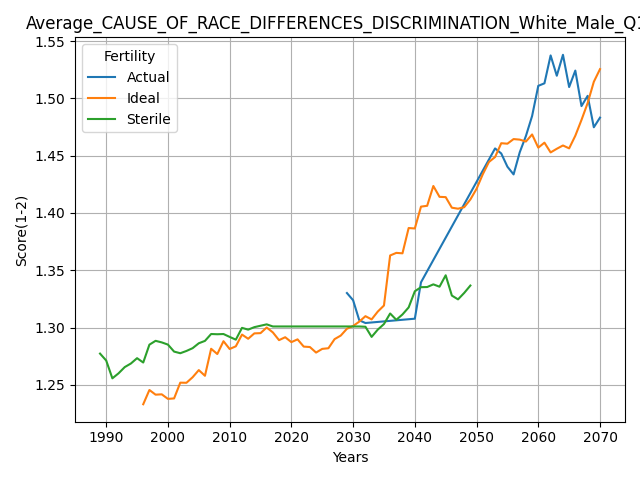 Average_CAUSE_OF_RACE_DIFFERENCES_DISCRIMINATION_White_Male_Q1
Fertility
Actual
Ideal
Sterile
Score(1-2)
1.55
1.50
1.45
1.40
1.35
1.30
1.25
1990 2000 2010 2020 2030 2040 2050 2060 2070
Years